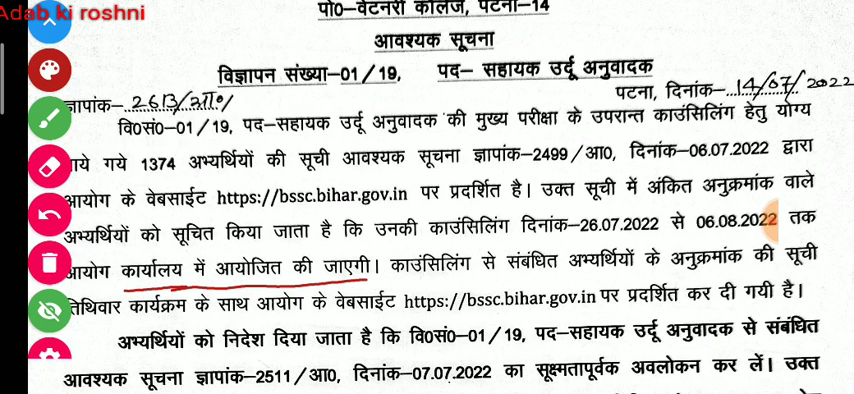 Adab ki roshni
पो0–वेटनरी कॉलेज, पटना–14
आवश्यक सूचना
विज्ञापन संख्या–01/19, पद– सहायक उर्दू अनुवादक
ज्ञापांक–..2613/आ0/ पटना, दिनांक–..14/07/2022
वि0सं0–01/19, पद–सहायक उर्दू अनुवादक की मुख्य परीक्षा के उपरान्त काउंसिलिंग हेतु योग्य
पाये गये 1374 अभ्यर्थियों की सूची आवश्यक सूचना ज्ञापांक–2499/आ0, दिनांक–06.07.2022 द्वारा
आयोग के वेबसाईट https://bssc.bihar.gov.in पर प्रदर्शित है। उक्त सूची में अंकित अनुक्रमांक वाले
अभ्यर्थियों को सूचित किया जाता है कि उनकी काउंसिलिंग दिनांक–26.07.2022 से 06.08.2022 तक
आयोग कार्यालय में आयोजित की जाएगी। काउंसिलिंग से संबंधित अभ्यर्थियों के अनुक्रमांक की सूची
तिथिवार कार्यक्रम के साथ आयोग के वेबसाईट https://bssc.bihar.gov.in पर प्रदर्शित कर दी गयी है।
अभ्यर्थियों को निदेश दिया जाता है कि वि0सं0–01/19, पद–सहायक उर्दू अनुवादक से संबंधित
आवश्यक सूचना ज्ञापांक–2511/आ0, दिनांक–07.07.2022 का सूक्ष्मतापूर्वक अवलोकन कर लें। उक्त